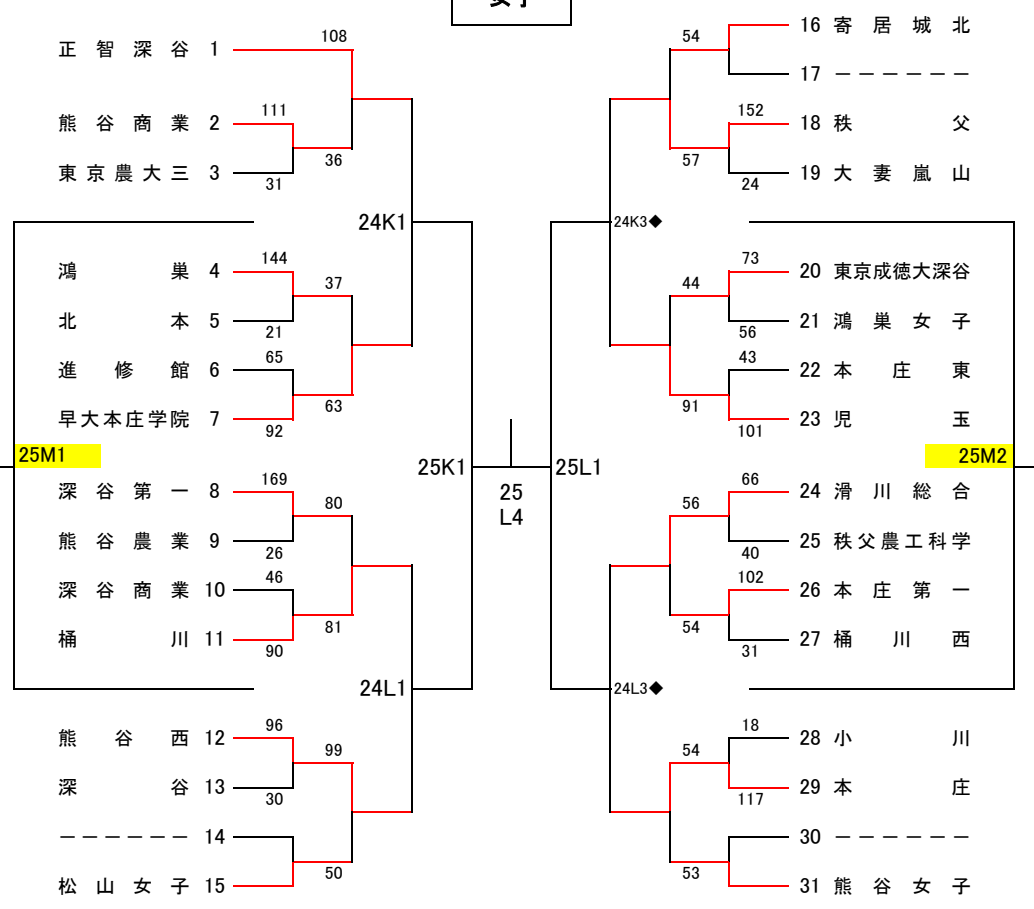 女子
正智深谷 1
108
熊谷商業 2
111
36
東京農大三 3
31
24K1
鴻巣 4
144
37
北本 5
21
進修館 6
65
63
早大本庄学院 7
92
25M1
深谷第一 8
169
80
熊谷農業 9
26
深谷商業 10
46
81
桶川 11
90
24L1
熊谷西 12
96
99
深谷 13
30
------ 14
50
松山女子 15
25K1
25
L4
25L1
54
16 寄居城北
17 ------
152
18 秩父
57
24
19 大妻嵐山
24K3◆
73
20 東京成徳大深谷
44
56
21 鴻巣女子
43
22 本庄東
91
101
23 児玉
25M2
66
24 滑川総合
56
40
25 秩父農工科学
102
26 本庄第一
54
31
27 桶川西
24L3◆
18
28 小川
54
117
29 本庄
30 ------
53
31 熊谷女子